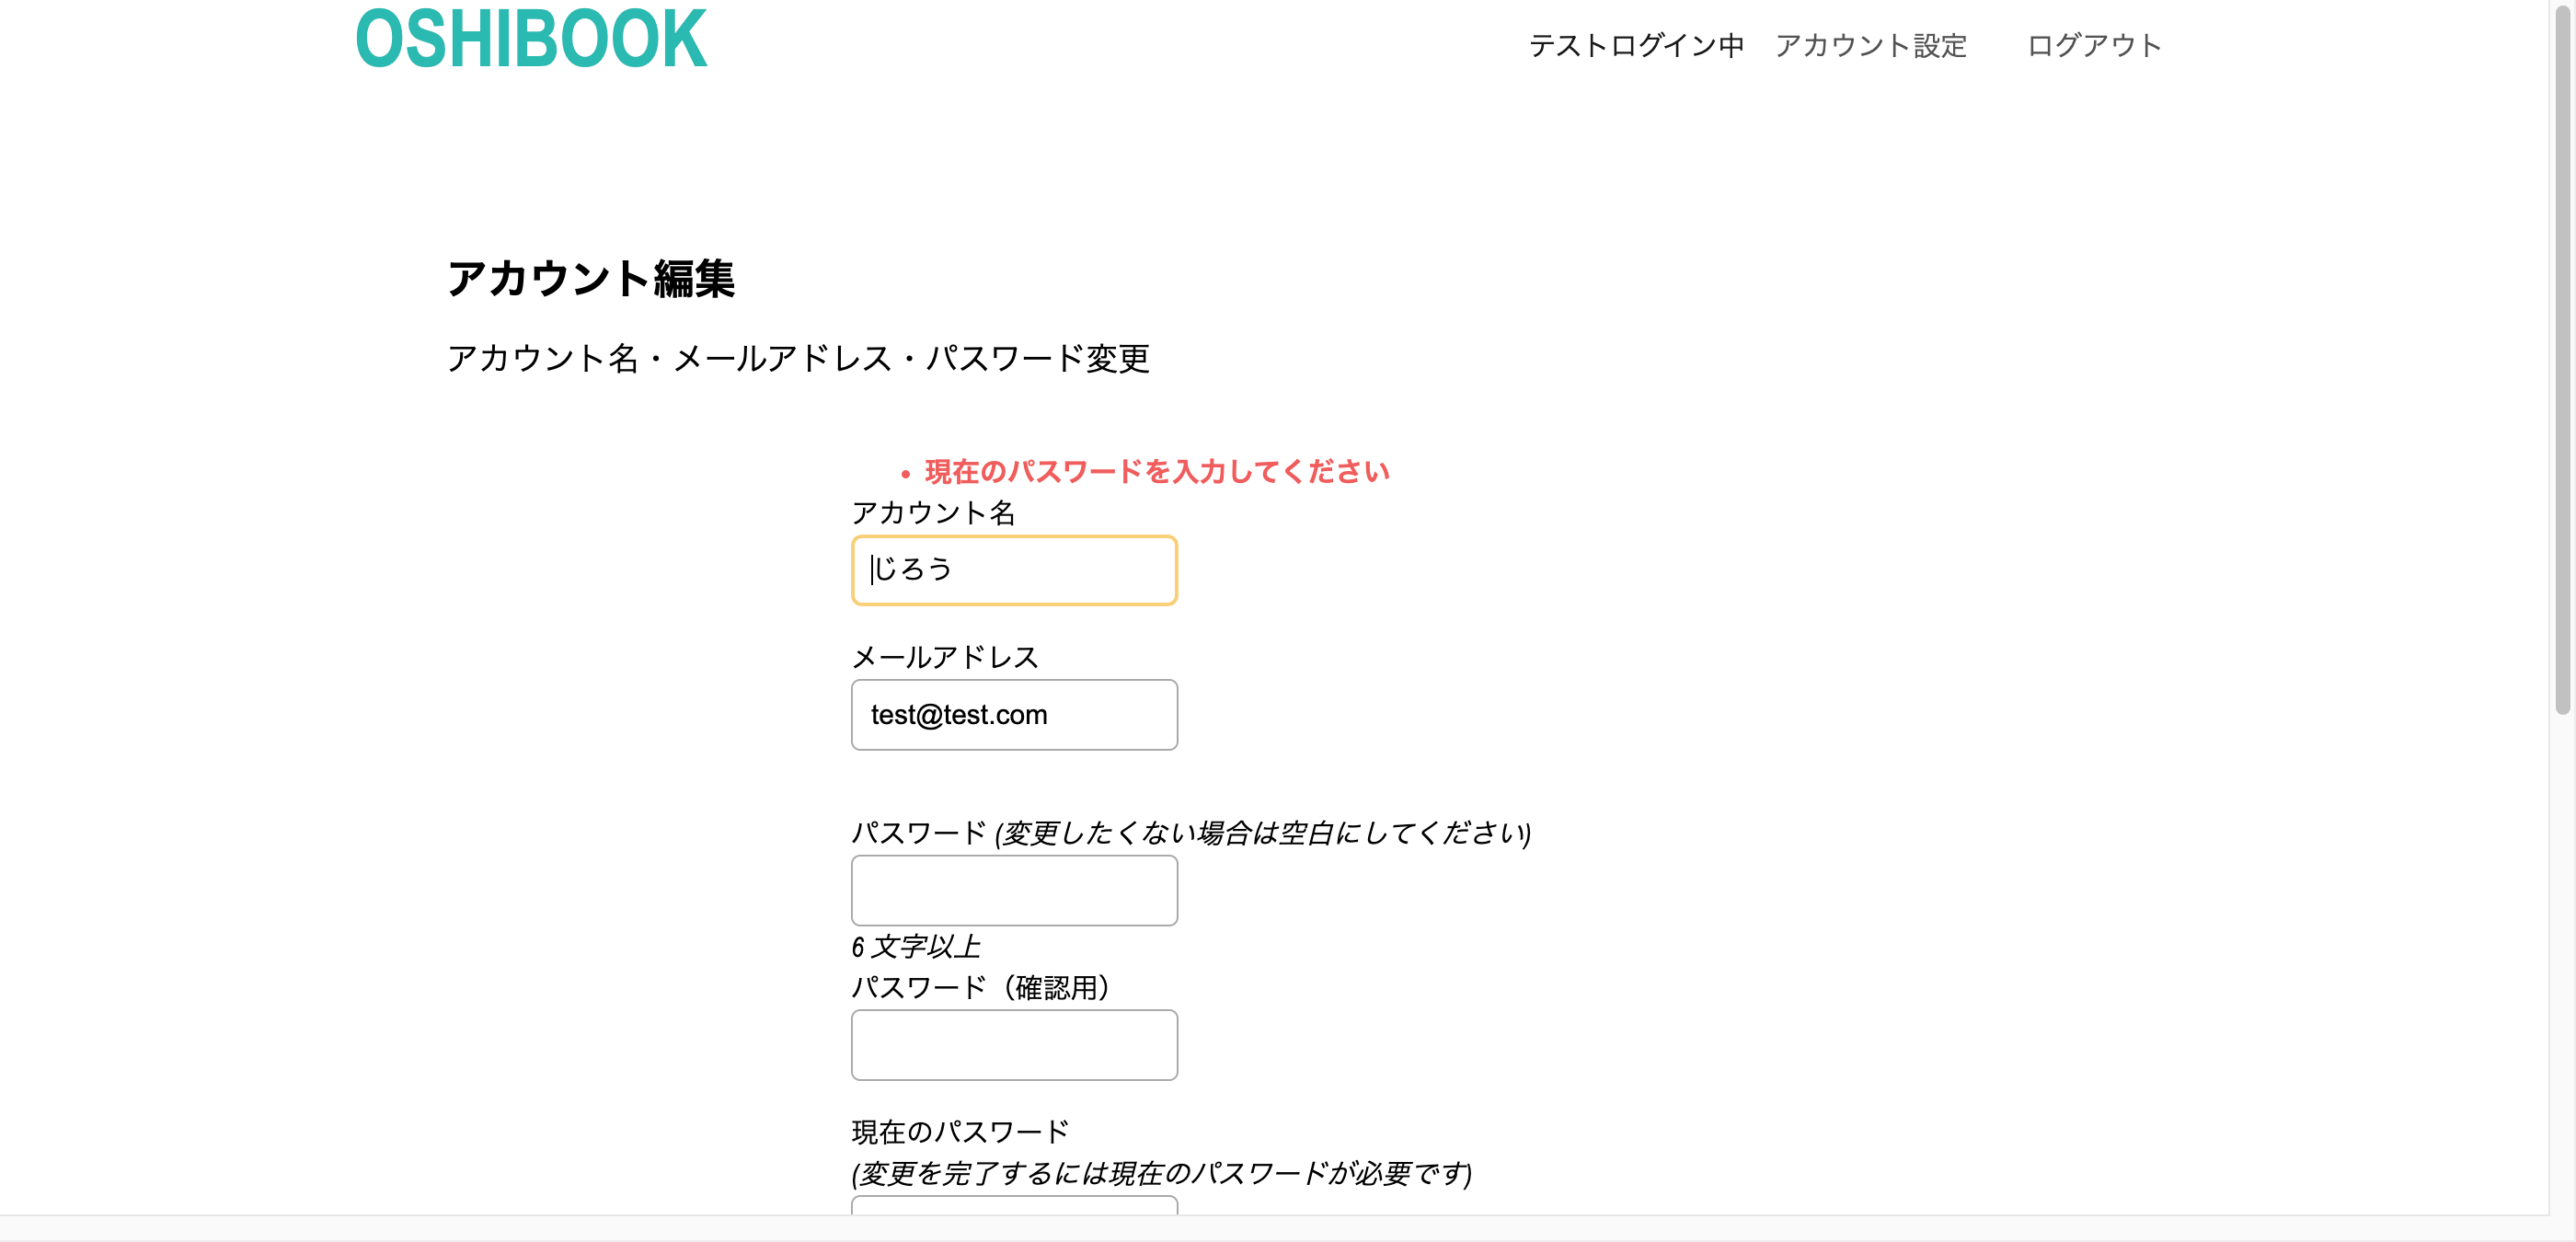 OSHIBOOK
テストログイン中 アカウント設定 ログアウト
アカウント編集
アカウント名・メールアドレス・パスワード変更
• 現在のパスワードを入力してください
アカウント名
じろう
メールアドレス
test@test.com
パスワード (変更したくない場合は空白にしてください)
6 文字以上
パスワード（確認用）
現在のパスワード
(変更を完了するには現在のパスワードが必要です)